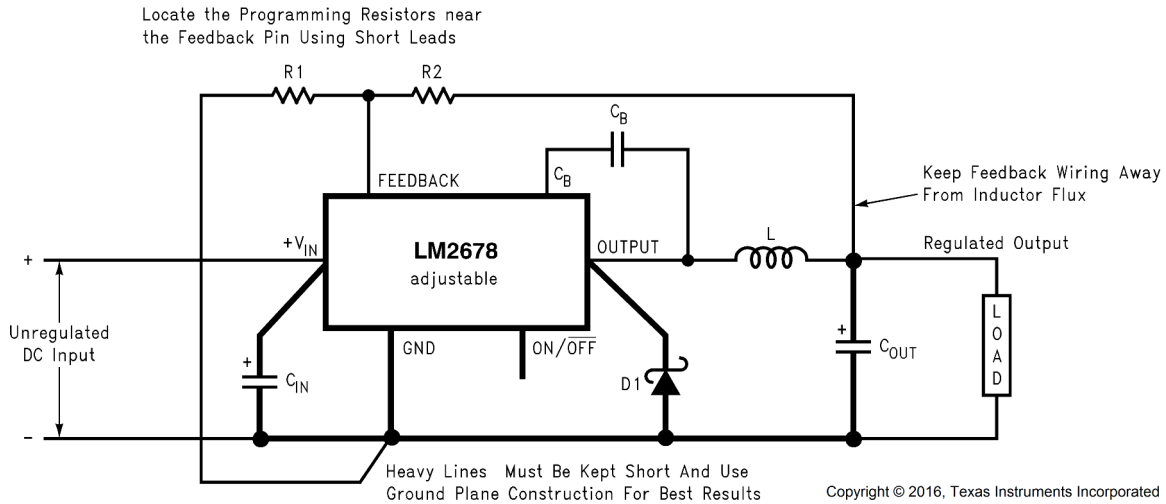 Locate the Programming Resistors near
the Feedback Pin Using Short Leads
R1
R2
C_B
FEEDBACK
C_B
Keep Feedback Wiring Away
From Inductor Flux
+V_IN
LM2678
adjustable
OUTPUT
L
Regulated Output
+
Unregulated
DC Input
+
C_IN
GND
ON/OFF
D1
+
C_OUT
LOAD
−
Heavy Lines Must Be Kept Short And Use
Ground Plane Construction For Best Results
Copyright © 2016, Texas Instruments Incorporated